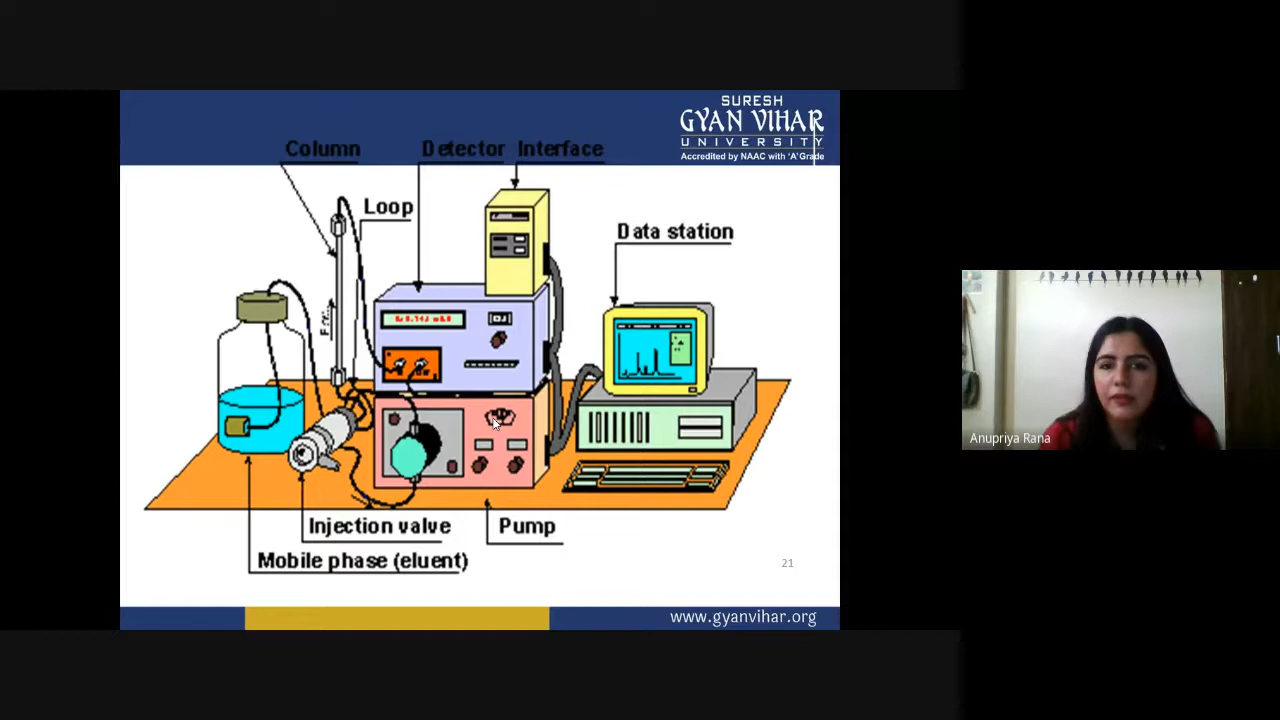 SURESH
GYAN VIHAR
UNIVERSITY
Accredited by NAAC with 'A' Grade
Column
Detector
Interface
Loop
Data station
Injection valve
Pump
Mobile phase (eluent)
21
www.gyanvihar.org
Anupriya Rana